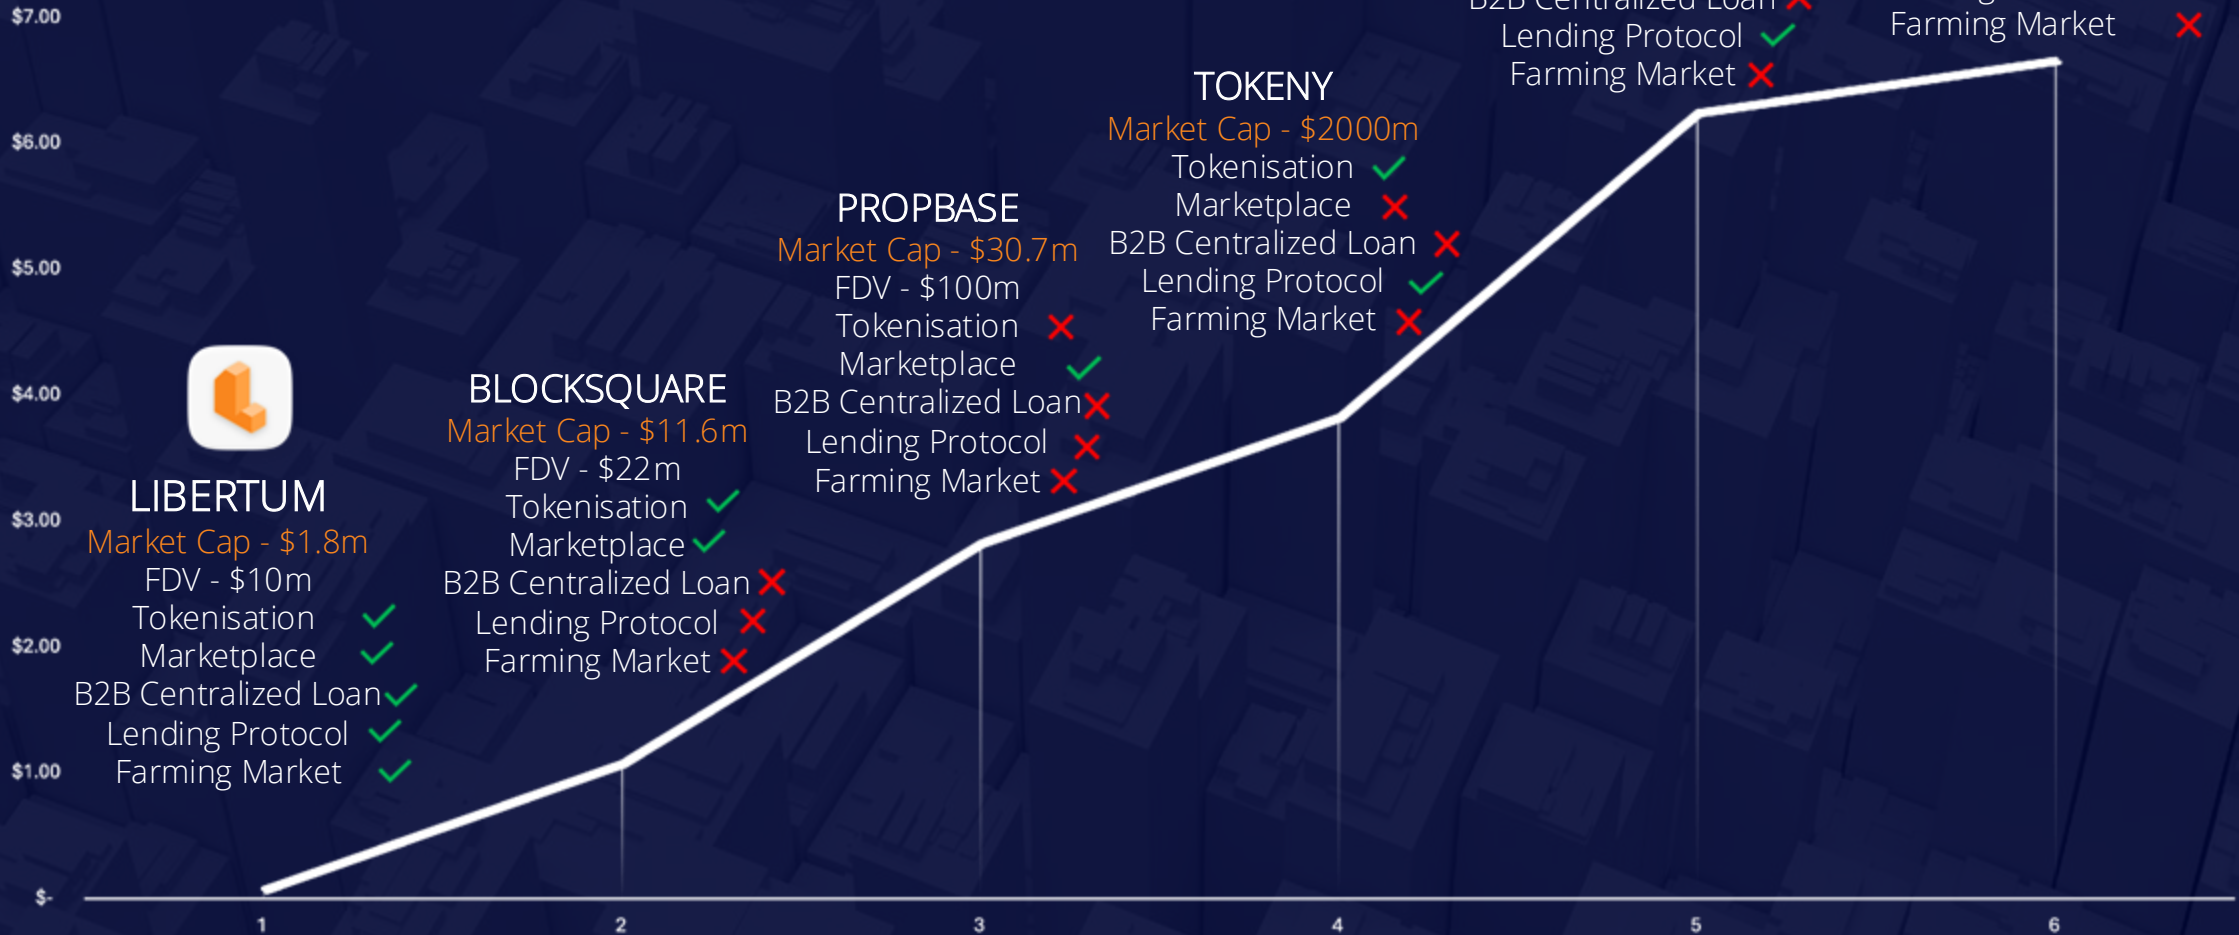 $7.00
$6.00
$5.00
$4.00
$3.00
$2.00
$1.00
$-
LIBERTUM
Market Cap - $1.8m
FDV - $10m
Tokenisation
Marketplace
B2B Centralized Loan
Lending Protocol
Farming Market
BLOCKSQUARE
Market Cap - $11.6m
FDV - $22m
Tokenisation
Marketplace
B2B Centralized Loan
Lending Protocol
Farming Market
PROPBASE
Market Cap - $30.7m
FDV - $100m
Tokenisation
Marketplace
B2B Centralized Loan
Lending Protocol
Farming Market
TOKENY
Market Cap - $2000m
Tokenisation
Marketplace
B2B Centralized Loan
Lending Protocol
Farming Market
B2B Centralized Loan
Lending Protocol
Farming Market
Farming Market
1 2 3 4 5 6